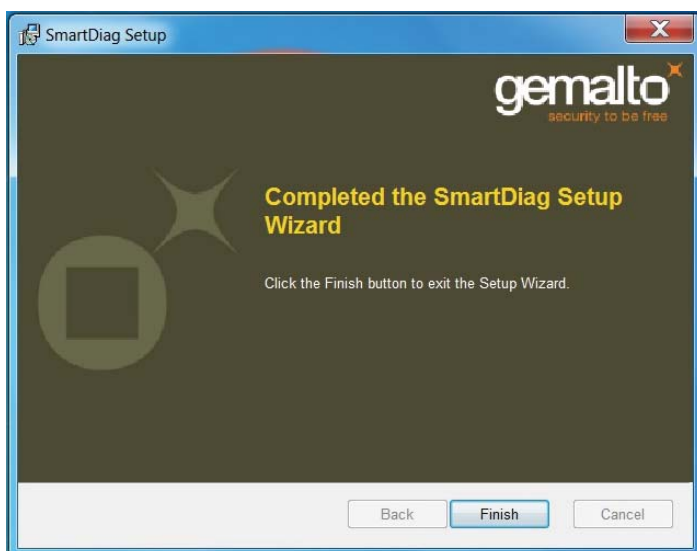 SmartDiag Setup
gemalto
security to be free
Completed the SmartDiag Setup
Wizard
Click the Finish button to exit the Setup Wizard.
Back Finish Cancel